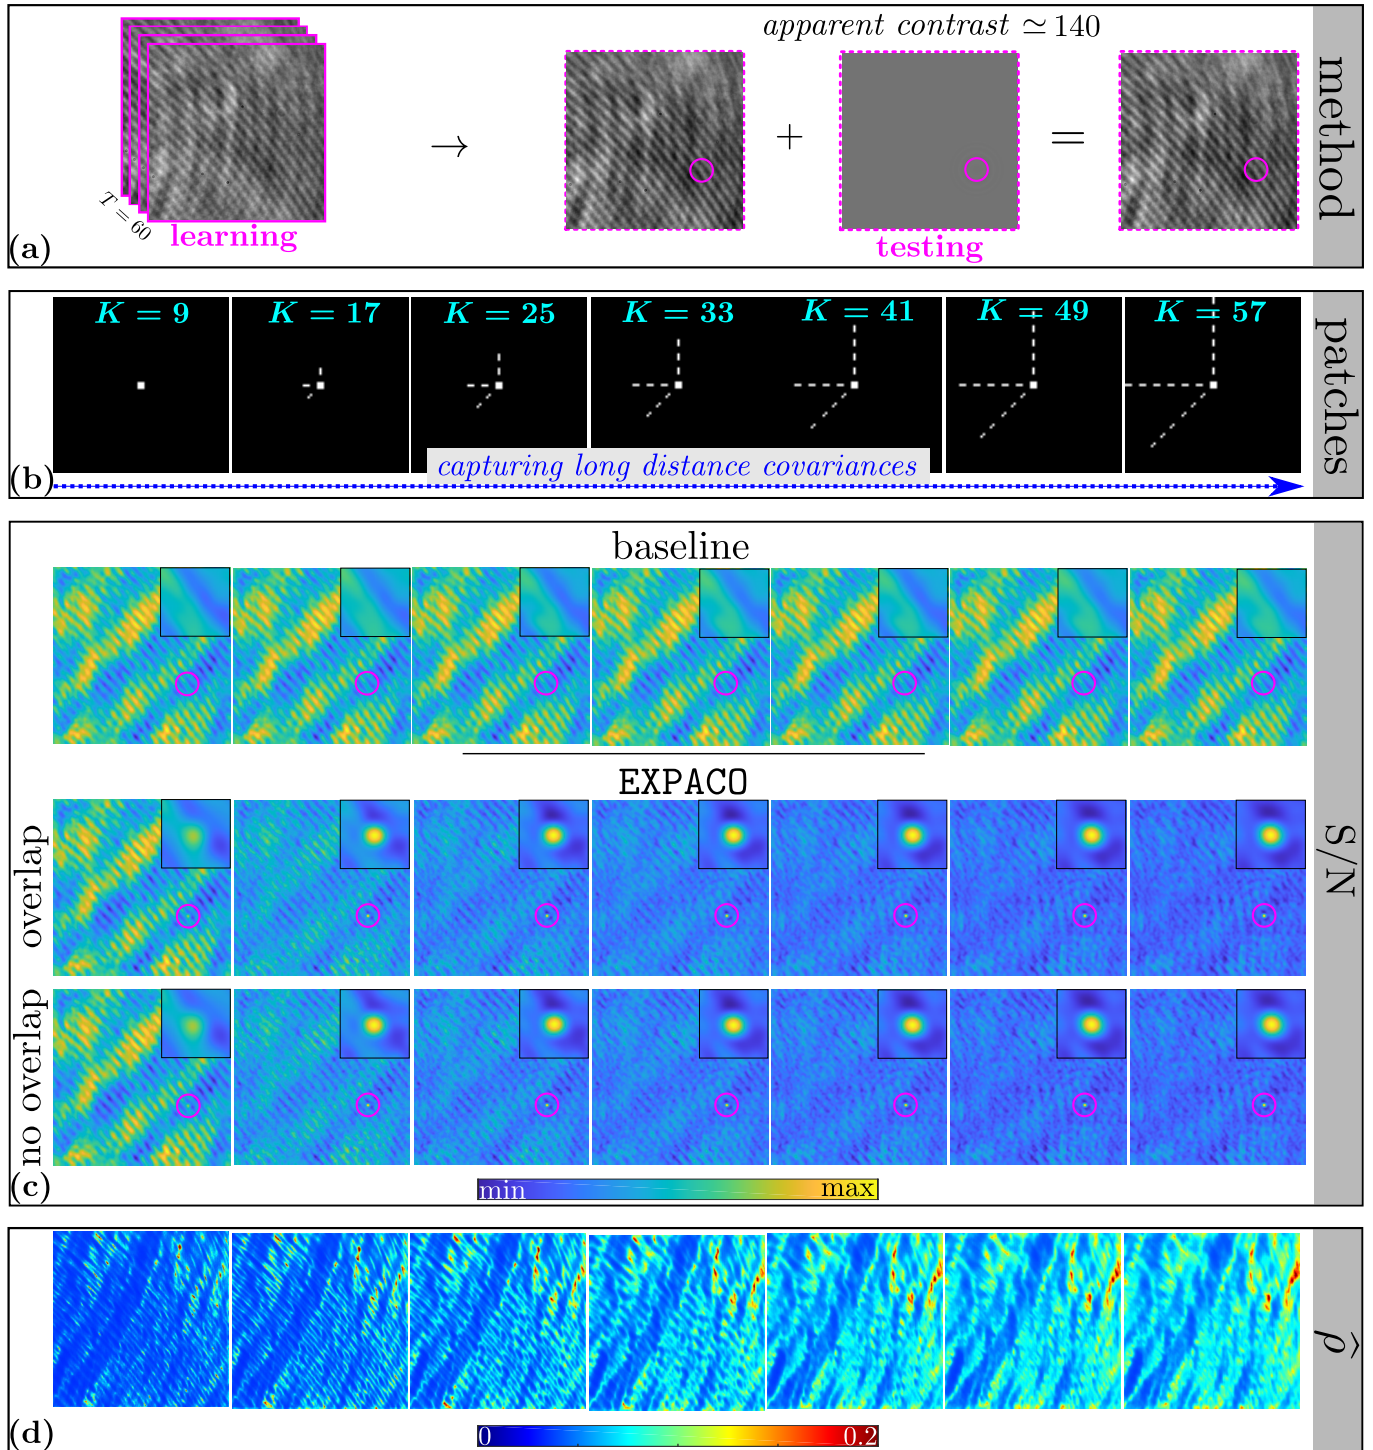 apparent contrast ≃ 140
→ + =
T = 60
learning
testing
method
(a)
K = 9 K = 17 K = 25 K = 33 K = 41 K = 49 K = 57
capturing long distance covariances
patches
(b)
baseline
EXPACO
overlap
no overlap
S/N
min max
(c)
ρ̂
0 0.2
(d)